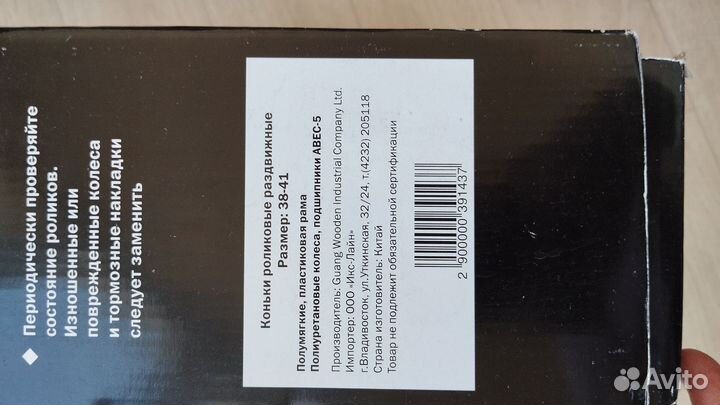 ◆ Периодически проверяйте
состояние роликов.
Изношенные или
поврежденные колеса
и тормозные накладки
следует заменить
Коньки роликовые раздвижные
Размер: 38-41
Полумягкие, пластиковая рама
Полиуретановые колеса, подшипники ABEC-5
Производитель: Guang Wooden Industrial Company Ltd.
Импортер: ООО «Икс-Лайн»
г.Владивосток, ул.Уткинская, 32/24, т.(4232) 205118
Страна изготовитель: Китай
Товар не подлежит обязательной сертификации
2 900000 391437
Avito